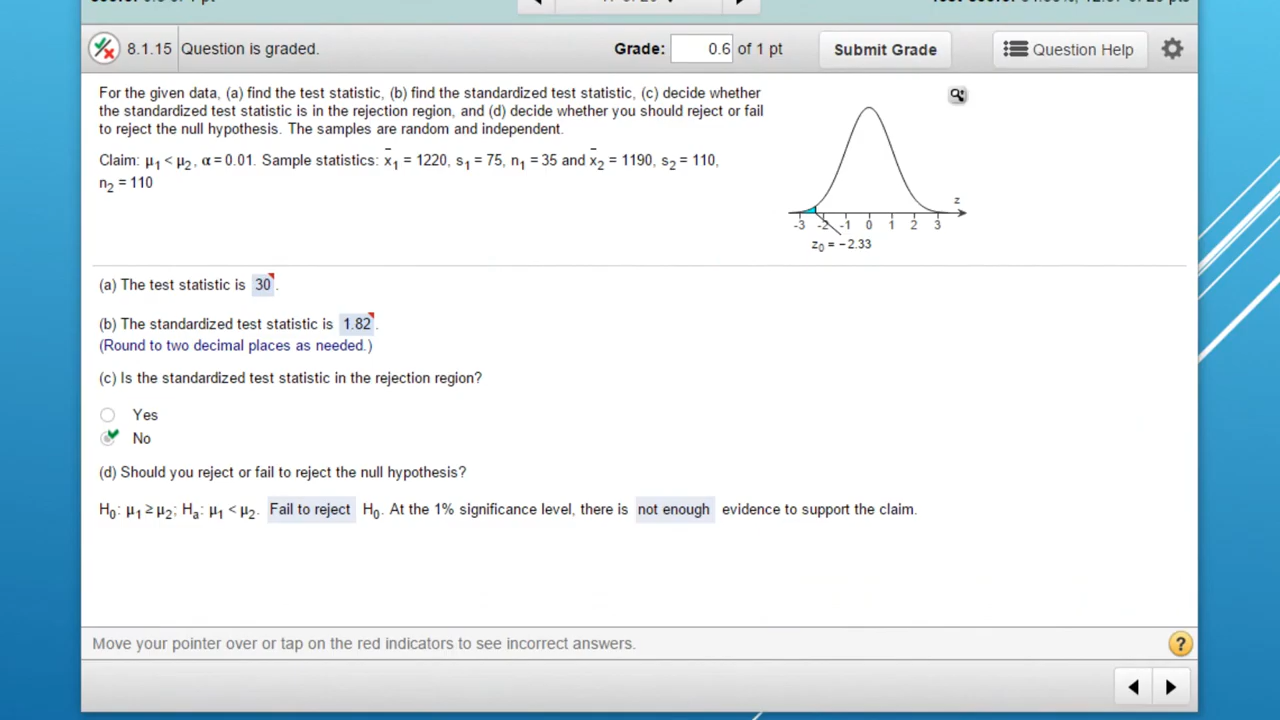 8.1.15 Question is graded. Grade: 0.6 of 1 pt Submit Grade Question Help
For the given data, (a) find the test statistic, (b) find the standardized test statistic, (c) decide whether
the standardized test statistic is in the rejection region, and (d) decide whether you should reject or fail
to reject the null hypothesis. The samples are random and independent.
Claim: μ₁ < μ₂, α = 0.01. Sample statistics: x̄₁ = 1220, s₁ = 75, n₁ = 35 and x̄₂ = 1190, s₂ = 110,
n₂ = 110
z
-3 -2 -1 0 1 2 3
z₀ = −2.33
(a) The test statistic is 30.
(b) The standardized test statistic is 1.82.
(Round to two decimal places as needed.)
(c) Is the standardized test statistic in the rejection region?
Yes
No
(d) Should you reject or fail to reject the null hypothesis?
H₀: μ₁ ≥ μ₂; Hₐ: μ₁ < μ₂. Fail to reject H₀. At the 1% significance level, there is not enough evidence to support the claim.
Move your pointer over or tap on the red indicators to see incorrect answers. ?